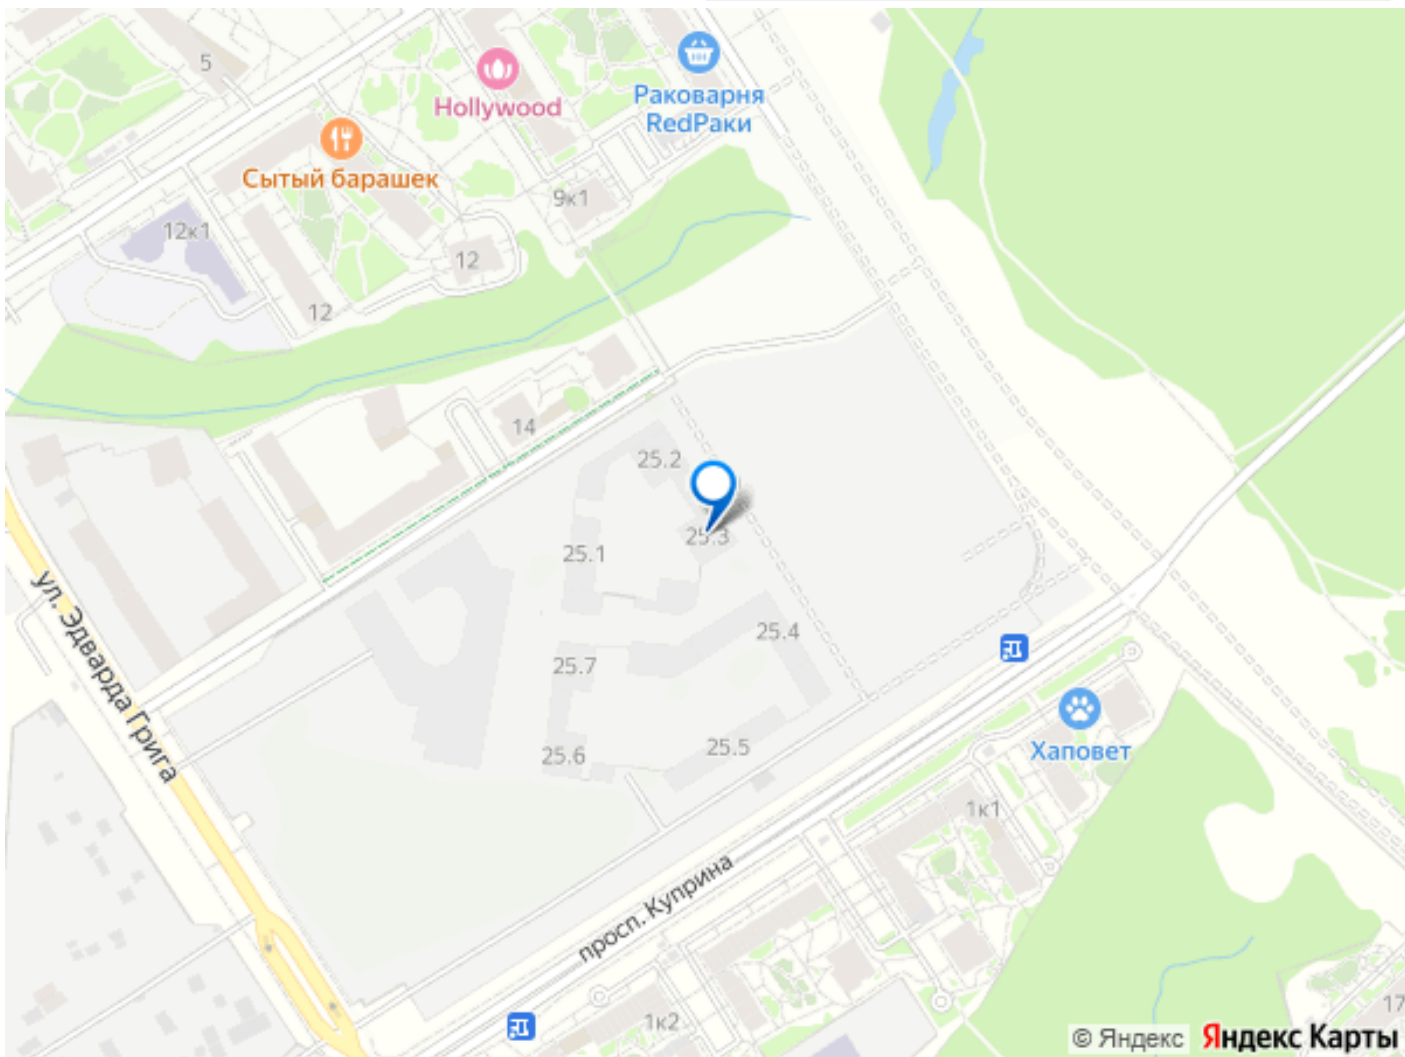 5
Hollywood
Раковарня
RedРаки
Сытый барашек
9к1
12к1
12
12
14
25.2
25.3
25.1
25.4
25.7
25.6
25.5
ул. Эдварда Грига
Хаповет
1к1
просп. Куприна
1к2
17
© Яндекс
Яндекс Карты